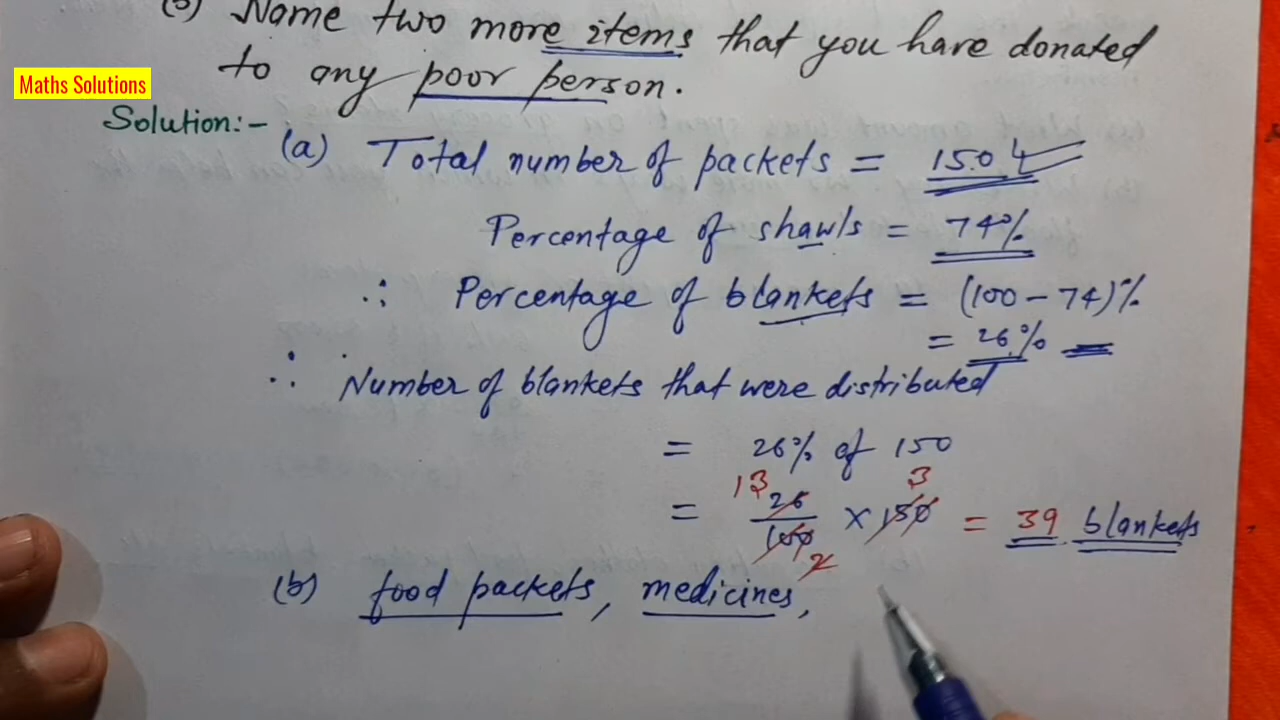 (b) Name two more items that you have donated
to any poor person.
Maths Solutions
Solution:-
(a) Total number of packets = 150
Percentage of shawls = 74%
∴ Percentage of blankets = (100 - 74)%
= 26%
∴ Number of blankets that were distributed
= 26% of 150
13 3
= 26/100 × 150 = 39 blankets
2
(b) food packets, medicines,